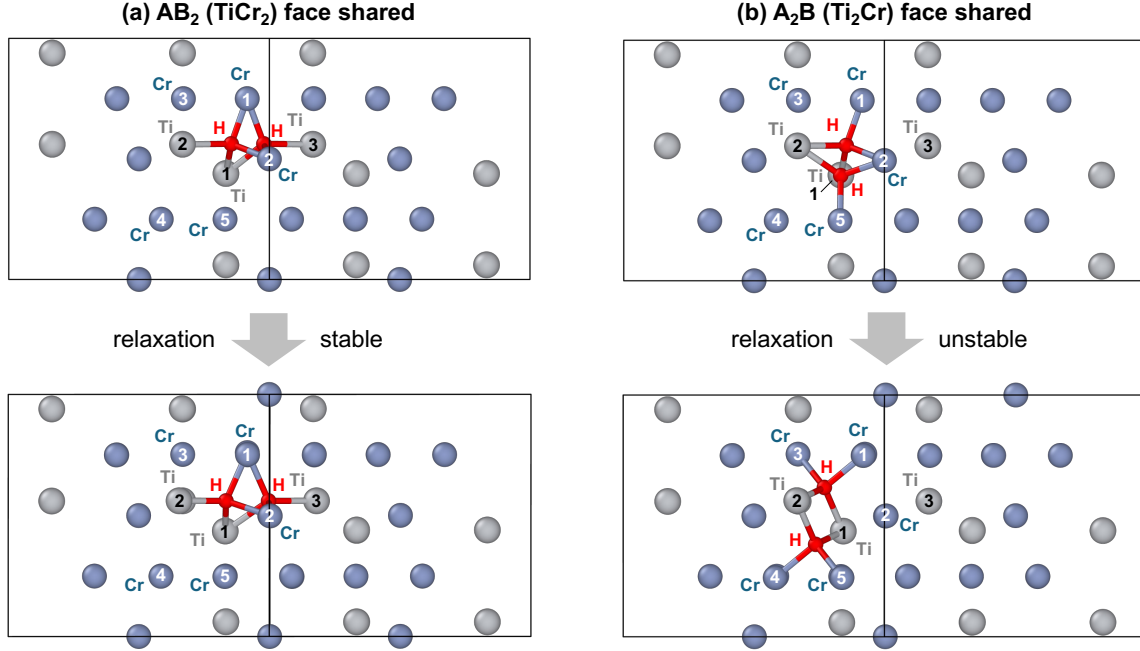 (a) AB₂ (TiCr₂) face shared
(b) A₂B (Ti₂Cr) face shared
Cr
Cr
3
1
Ti
Ti
H
H
2
3
2
1
Cr
Ti
4
5
Cr
Cr
Cr
Cr
3
1
H
Ti
Ti
2
3
2
Ti
Cr
1
H
4
5
Cr
Cr
relaxation
stable
relaxation
unstable
Cr
Cr
1
3
Ti
H
H
Ti
2
3
2
1
Cr
Ti
Cr
4
5
Cr
Cr
Cr
3
1
H
Ti
Ti
2
3
2
Cr
1
H
Ti
Cr
4
Cr
5